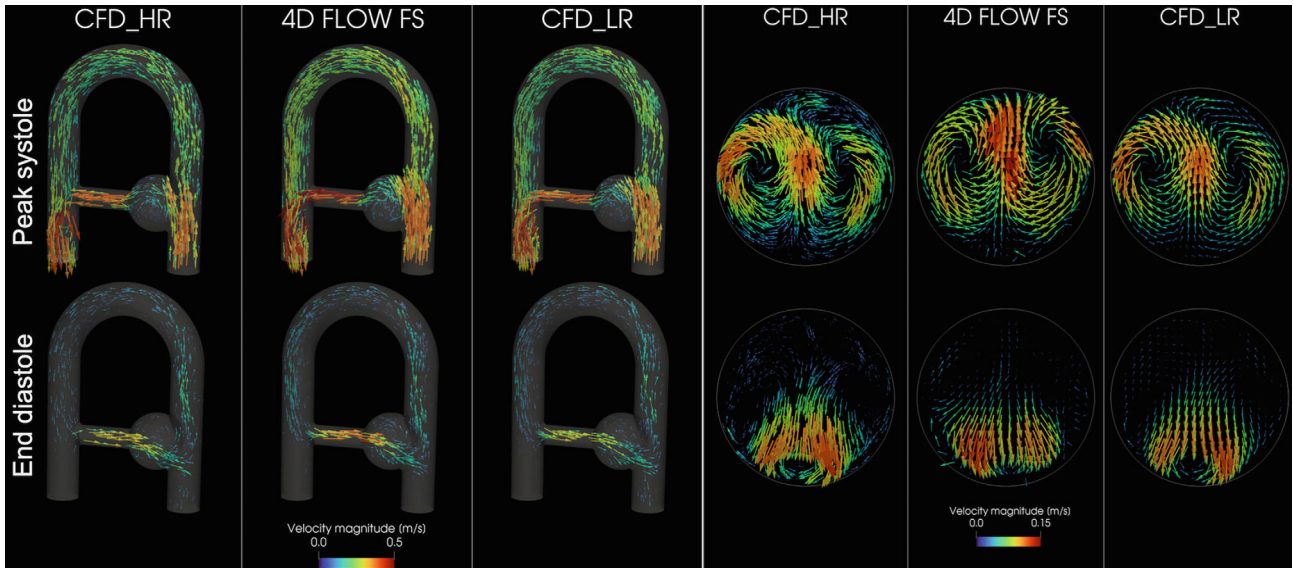 CFD_HR
4D FLOW FS
CFD_LR
CFD_HR
4D FLOW FS
CFD_LR
Peak systole
End diastole
Velocity magnitude [m/s]
0.0
0.5
Velocity magnitude [m/s]
0.0
0.15